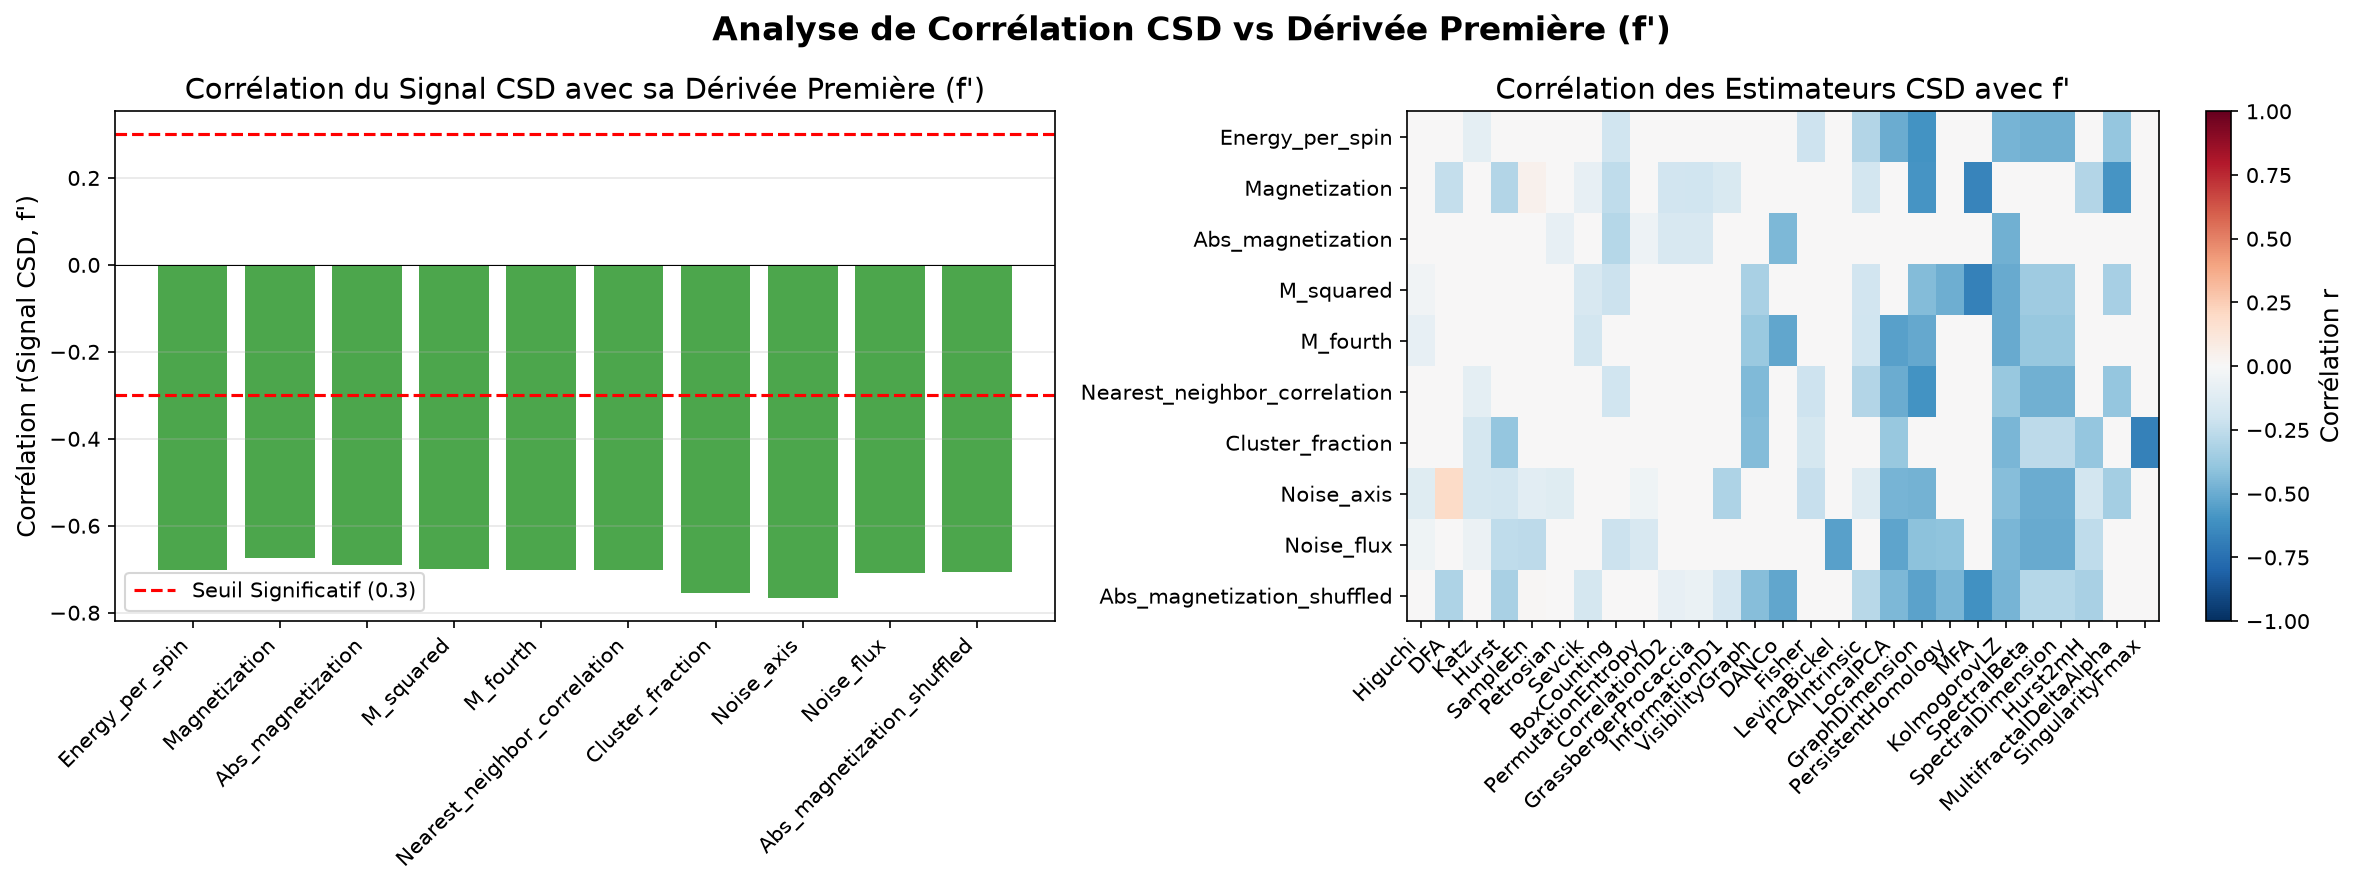 Analyse de Corrélation CSD vs Dérivée Première (f')
Corrélation du Signal CSD avec sa Dérivée Première (f')
Corrélation r(Signal CSD, f')
0.2
0.0
−0.2
−0.4
−0.6
−0.8
Seuil Significatif (0.3)
Energy_per_spin
Magnetization
Abs_magnetization
M_squared
M_fourth
Nearest_neighbor_correlation
Cluster_fraction
Noise_axis
Noise_flux
Abs_magnetization_shuffled
Corrélation des Estimateurs CSD avec f'
Energy_per_spin
Magnetization
Abs_magnetization
M_squared
M_fourth
Nearest_neighbor_correlation
Cluster_fraction
Noise_axis
Noise_flux
Abs_magnetization_shuffled
Higuchi
DFA
Katz
Hurst
SampleEn
Petrosian
Sevcik
BoxCounting
PermutationEntropy
CorrelationD2
GrassbergerProcaccia
InformationD1
VisibilityGraph
DANCo
Fisher
LevinaBickel
PCAIntrinsic
LocalPCA
GraphDimension
PersistentHomology
MFA
KolmogorovLZ
SpectralBeta
SpectralDimension
Hurst2mH
MultifractalDeltaAlpha
SingularityFmax
1.00
0.75
0.50
0.25
0.00
−0.25
−0.50
−0.75
−1.00
Corrélation r